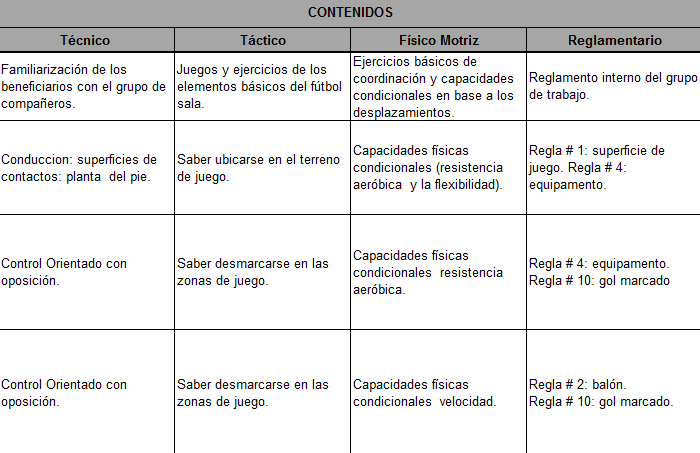 CONTENIDOS
Técnico
Táctico
Físico Motriz
Reglamentario
Familiarización de los
beneficiarios con el grupo de
compañeros.
Juegos y ejercicios de los
elementos básicos del fútbol
sala.
Ejercicios básicos de
coordinación y capacidades
condicionales en base a los
desplazamientos.
Reglamento interno del grupo
de trabajo.
Conduccion: superficies de
contactos: planta del pie.
Saber ubicarse en el terreno
de juego.
Capacidades físicas
condicionales (resistencia
aeróbica y la flexibilidad).
Regla # 1: superficie de
juego. Regla # 4:
equipamento.
Control Orientado con
oposición.
Saber desmarcarse en las
zonas de juego.
Capacidades físicas
condicionales resistencia
aeróbica.
Regla # 4: equipamento.
Regla # 10: gol marcado
Control Orientado con
oposición.
Saber desmarcarse en las
zonas de juego.
Capacidades físicas
condicionales velocidad.
Regla # 2: balón.
Regla # 10: gol marcado.